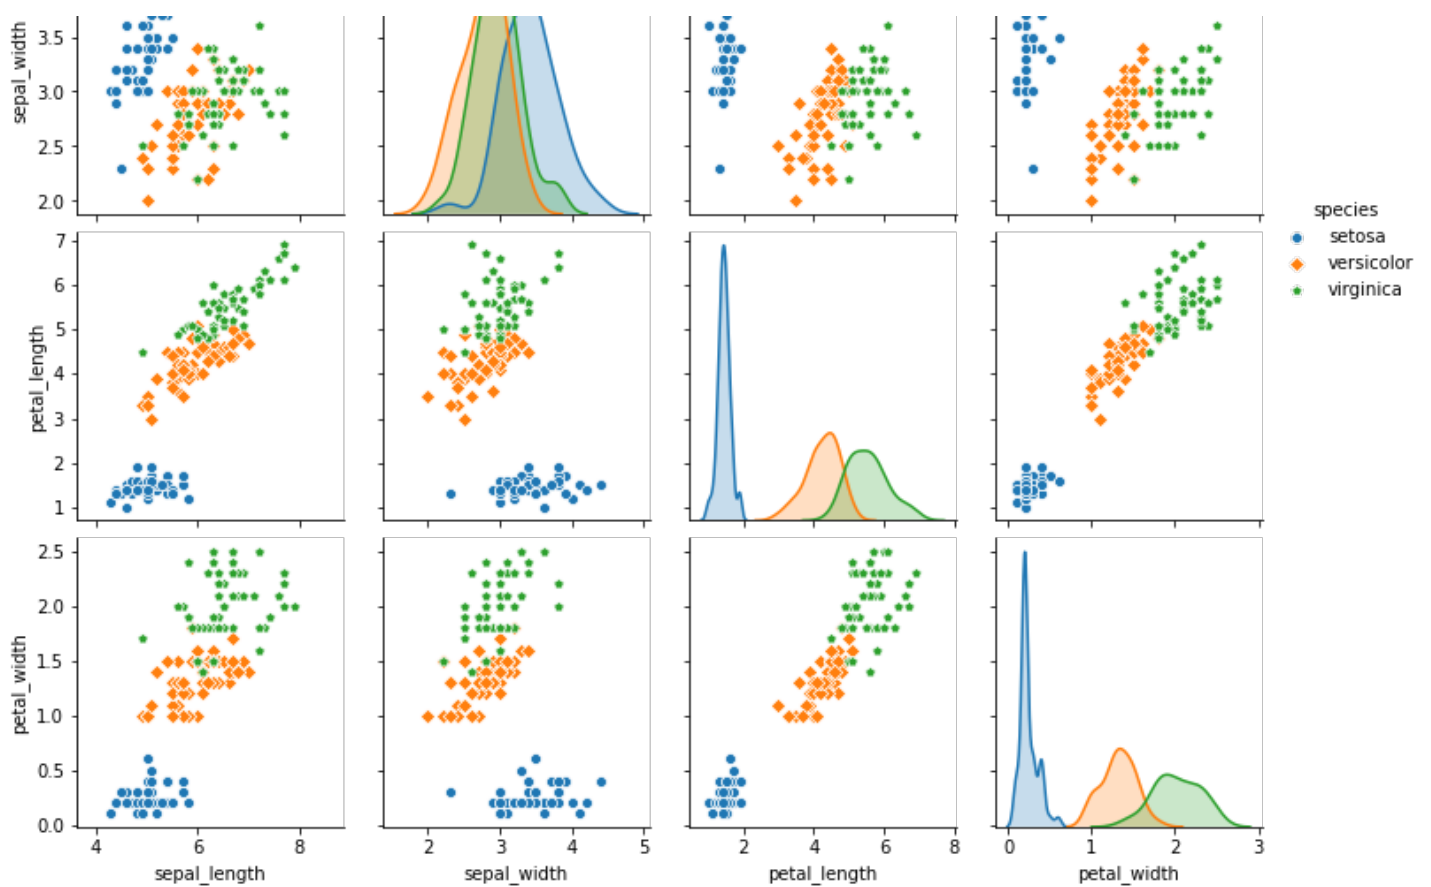 sepal_width
3.5
3.0
2.5
2.0
species
setosa
versicolor
virginica
petal_length
7
6
5
4
3
2
1
petal_width
2.5
2.0
1.5
1.0
0.5
0.0
4 6 8 2 3 4 5 2 4 6 8 0 1 2 3
sepal_length sepal_width petal_length petal_width